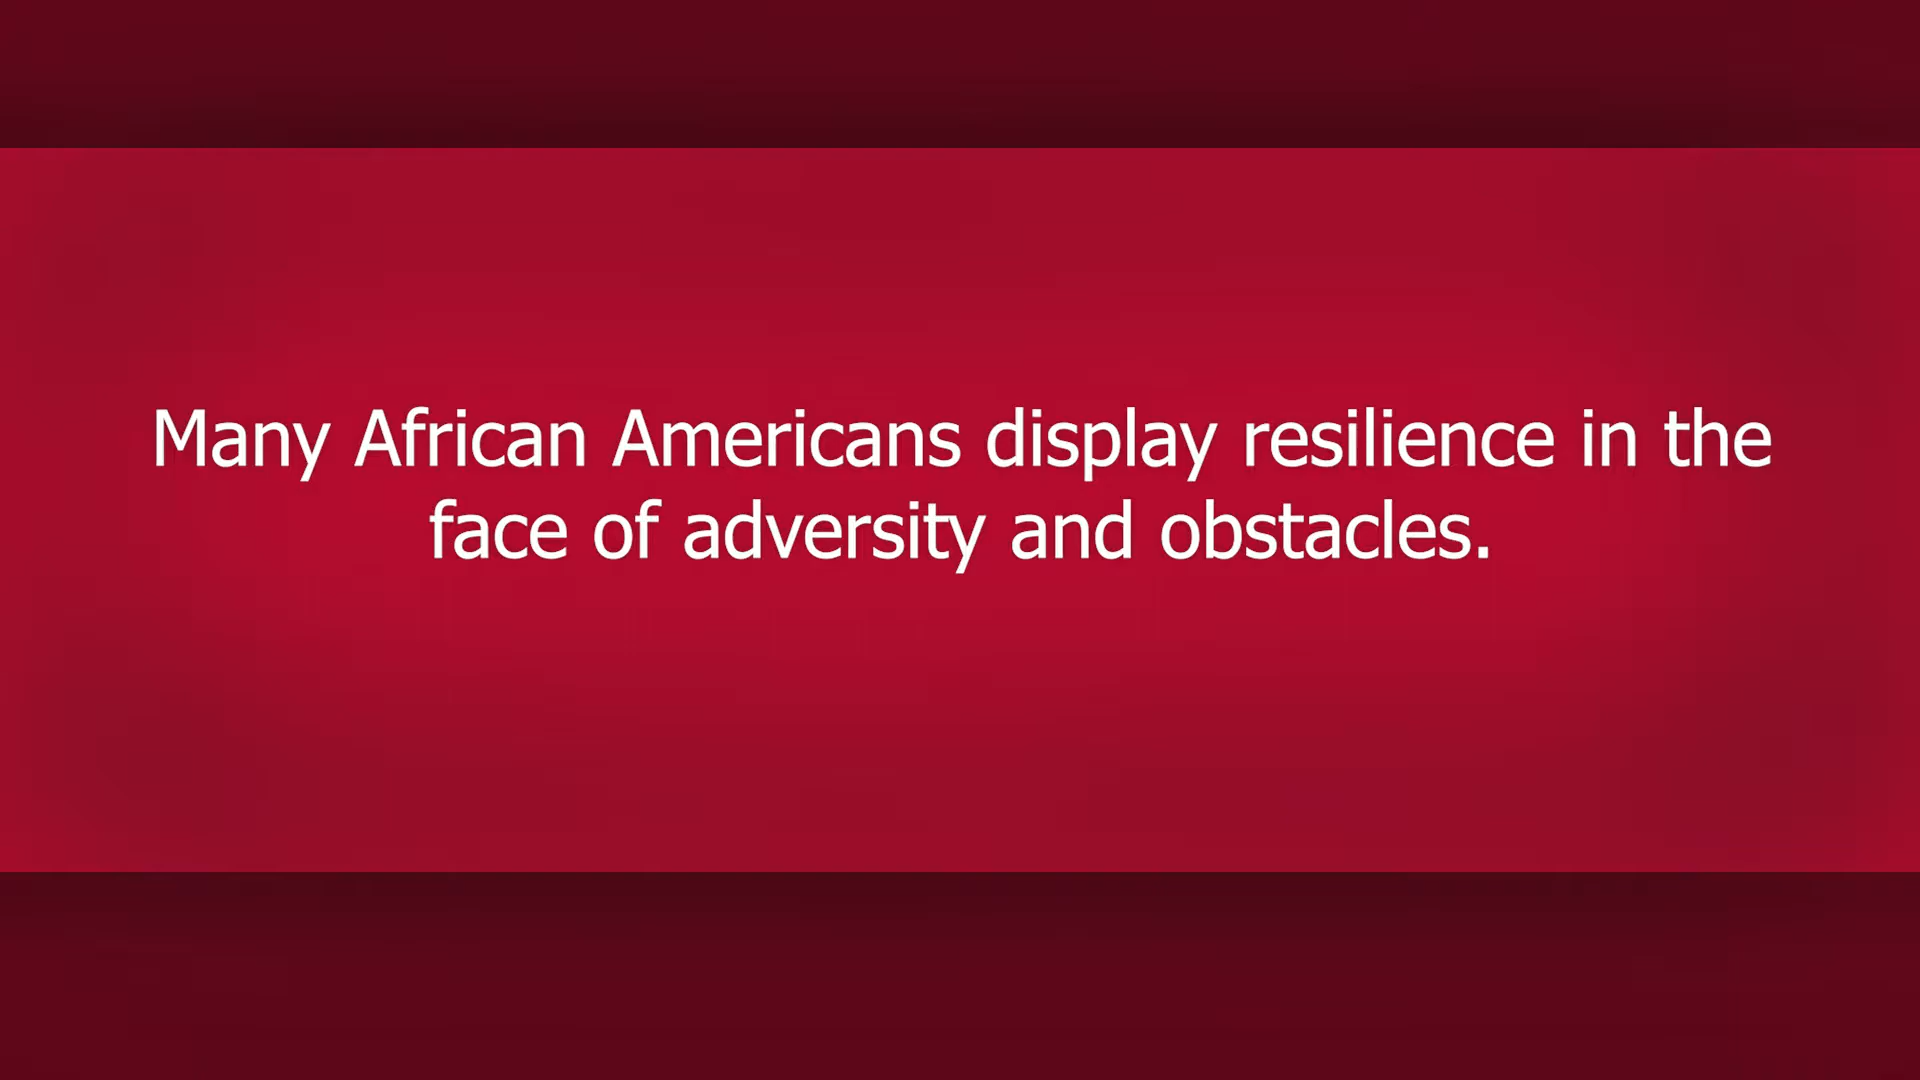 Many African Americans display resilience in the
face of adversity and obstacles.